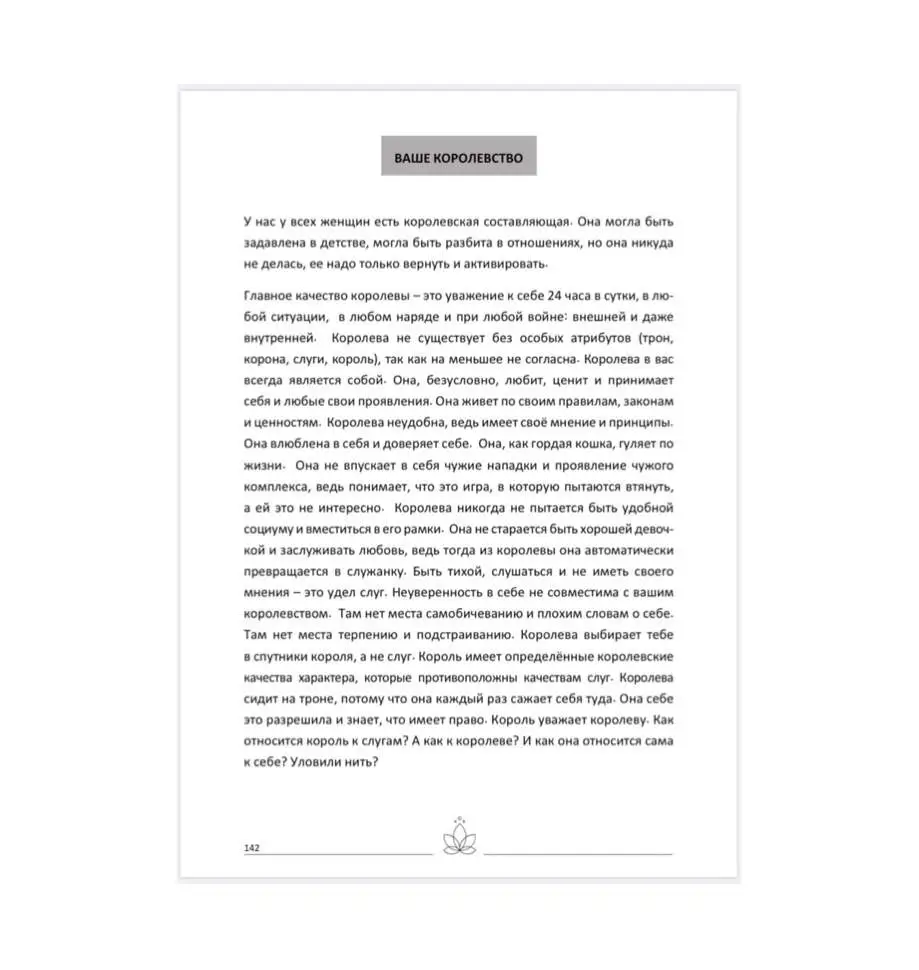 ВАШЕ КОРОЛЕВСТВО
У нас у всех женщин есть королевская составляющая. Она могла быть
задавлена в детстве, могла быть разбита в отношениях, но она никуда
не делась, ее надо только вернуть и активировать.
Главное качество королевы – это уважение к себе 24 часа в сутки, в лю-
бой ситуации, в любом наряде и при любой войне: внешней и даже
внутренней. Королева не существует без особых атрибутов (трон,
корона, слуги, король), так как на меньшее не согласна. Королева в вас
всегда является собой. Она, безусловно, любит, ценит и принимает
себя и любые свои проявления. Она живет по своим правилам, законам
и ценностям. Королева неудобна, ведь имеет своё мнение и принципы.
Она влюблена в себя и доверяет себе. Она, как гордая кошка, гуляет по
жизни. Она не впускает в себя чужие нападки и проявление чужого
комплекса, ведь понимает, что это игра, в которую пытаются втянуть,
а ей это не интересно. Королева никогда не пытается быть удобной
социуму и вместиться в его рамки. Она не старается быть хорошей девоч-
кой и заслуживать любовь, ведь тогда из королевы она автоматически
превращается в служанку. Быть тихой, слушаться и не иметь своего
мнения – это удел слуг. Неуверенность в себе не совместима с вашим
королевством. Там нет места самобичеванию и плохим словам о себе.
Там нет места терпению и подстраиванию. Королева выбирает тебе
в спутники короля, а не слуг. Король имеет определённые королевские
качества характера, которые противоположны качествам слуг. Королева
сидит на троне, потому что она каждый раз сажает себя туда. Она себе
это разрешила и знает, что имеет право. Король уважает королеву. Как
относится король к слугам? А как к королеве? И как она относится сама
к себе? Уловили нить?
142